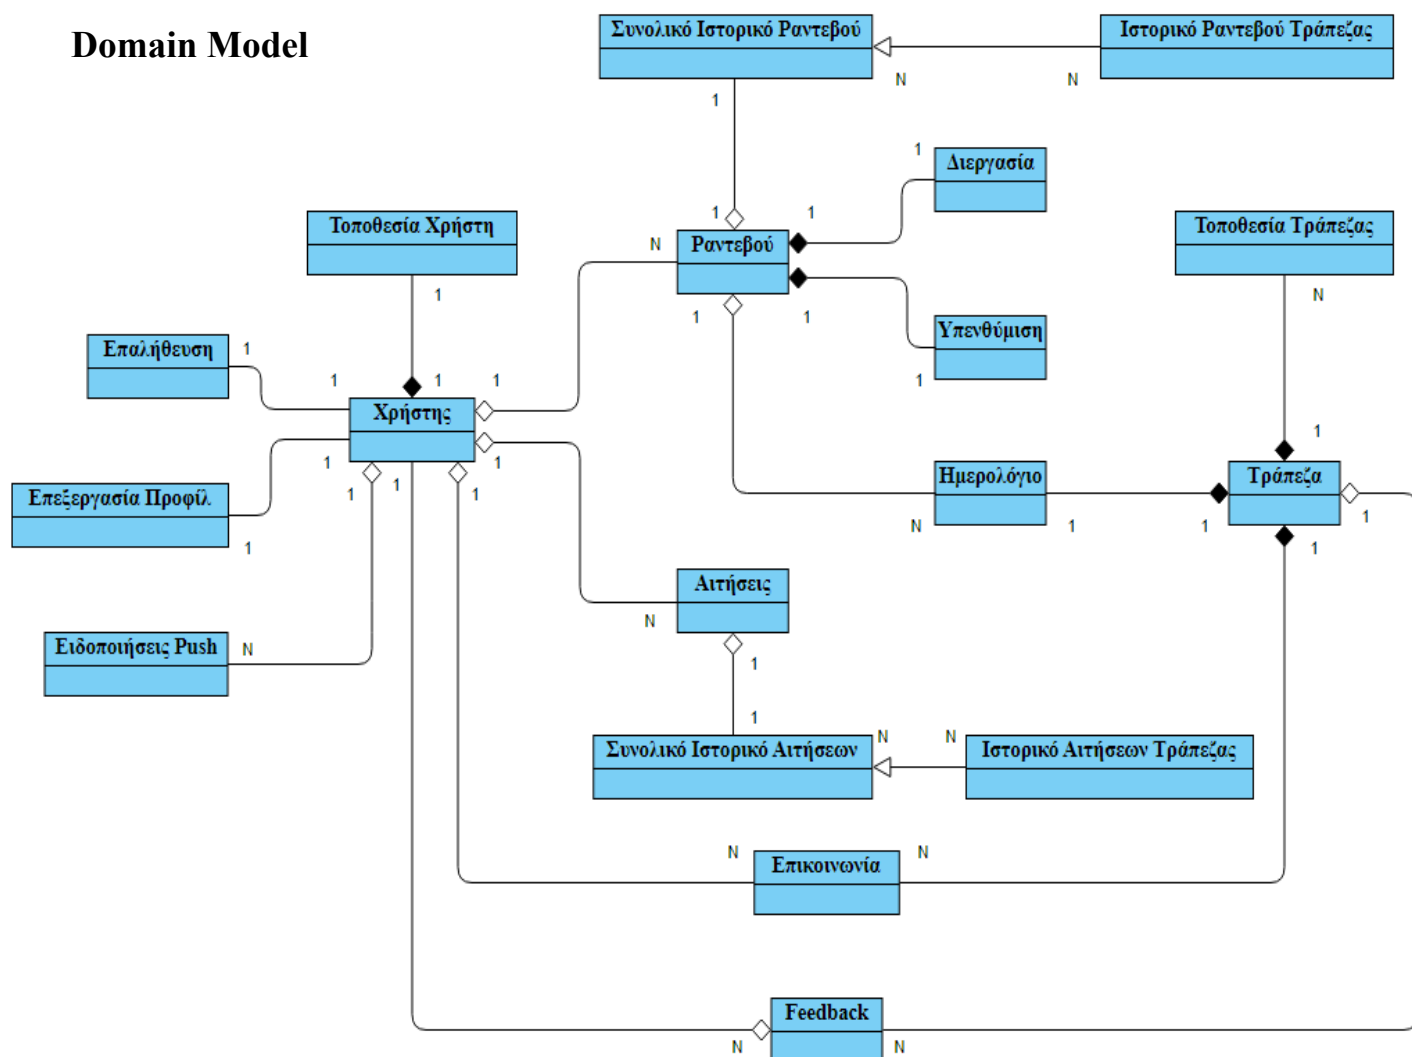 Domain Model
Συνολικό Ιστορικό Ραντεβού
Ιστορικό Ραντεβού Τράπεζας
1
N
N
1
Διεργασία
Τοποθεσία Χρήστη
1
1
N
Ραντεβού
Τοποθεσία Τράπεζας
1
N
1
1
Υπενθύμιση
Επαλήθευση
1
1
1
1
1
Χρήστης
1
1
1
1
1
Ημερολόγιο
Τράπεζα
Επεξεργασία Προφίλ
1
N
1
1
1
1
1
Αιτήσεις
N
Ειδοποιήσεις Push
N
1
1
Συνολικό Ιστορικό Αιτήσεων
N
N
Ιστορικό Αιτήσεων Τράπεζας
N
Επικοινωνία
N
Feedback
N
N